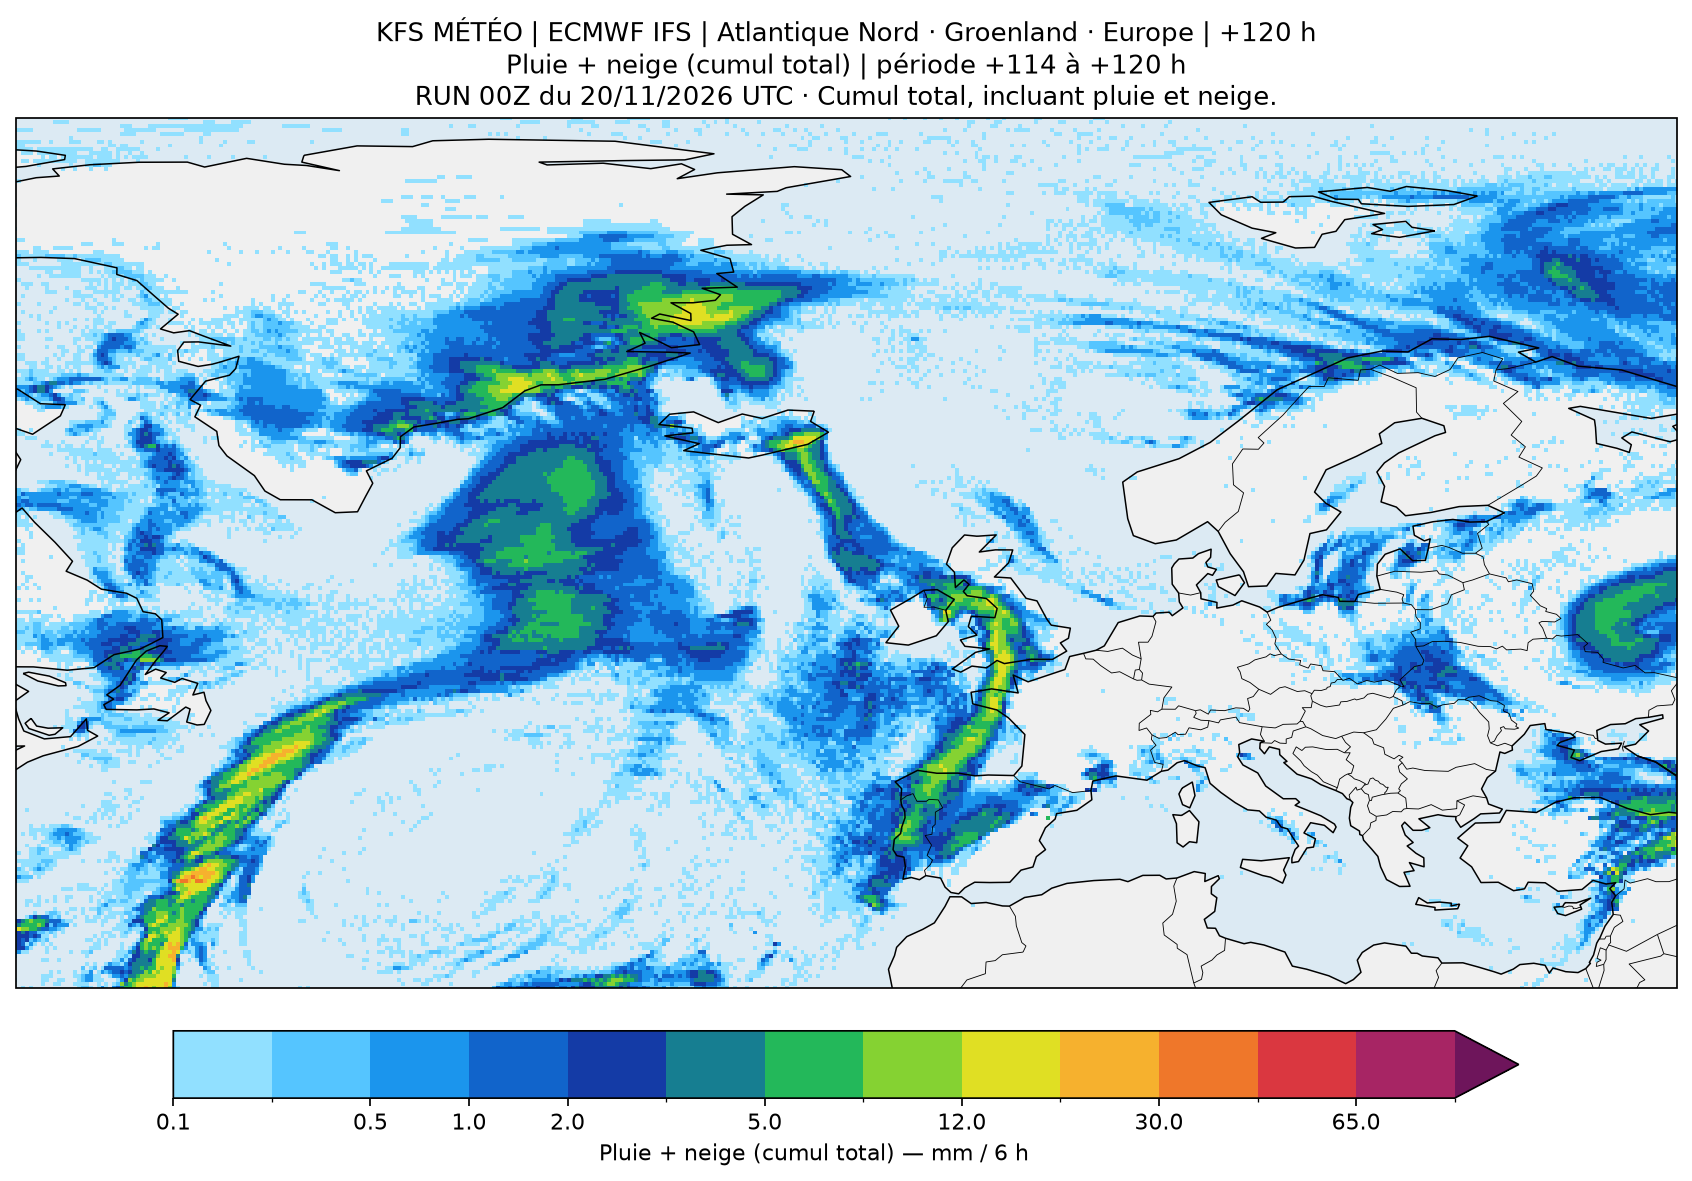 KFS MÉTÉO | ECMWF IFS | Atlantique Nord · Groenland · Europe | +120 h
Pluie + neige (cumul total) | période +114 à +120 h
RUN 00Z du 20/11/2026 UTC · Cumul total, incluant pluie et neige.
0.1 0.5 1.0 2.0 5.0 12.0 30.0 65.0
Pluie + neige (cumul total) — mm / 6 h